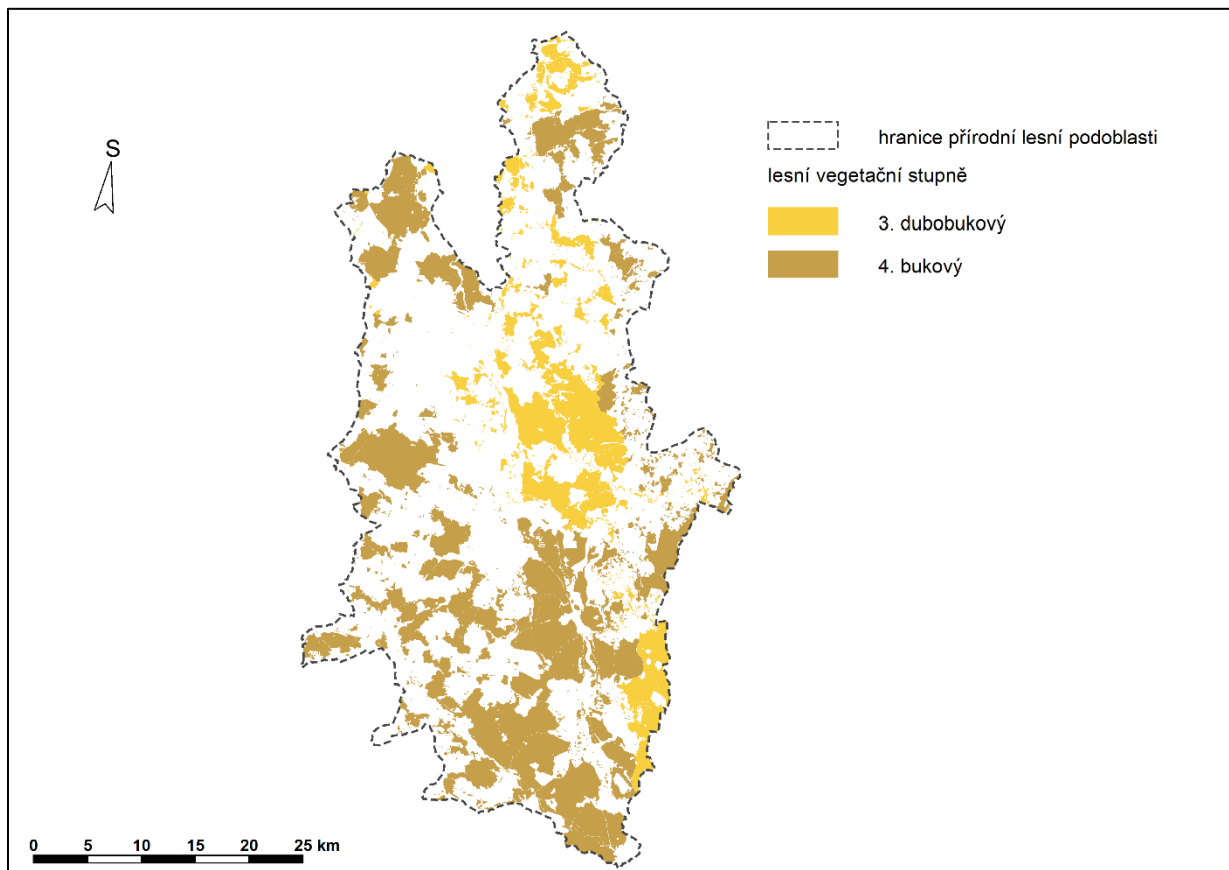 S
hranice přírodní lesní podoblasti
lesní vegetační stupně
3. dubobukový
4. bukový
0 5 10 15 20 25 km